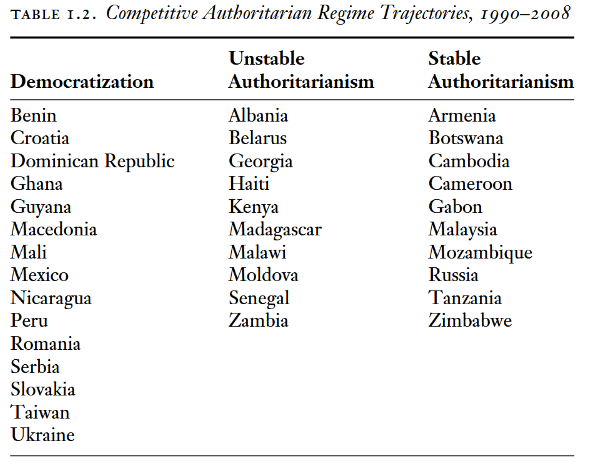 TABLE 1.2. Competitive Authoritarian Regime Trajectories, 1990–2008
Democratization Unstable Authoritarianism Stable Authoritarianism
Benin Albania Armenia
Croatia Belarus Botswana
Dominican Republic Georgia Cambodia
Ghana Haiti Cameroon
Guyana Kenya Gabon
Macedonia Madagascar Malaysia
Mali Malawi Mozambique
Mexico Moldova Russia
Nicaragua Senegal Tanzania
Peru Zambia Zimbabwe
Romania
Serbia
Slovakia
Taiwan
Ukraine